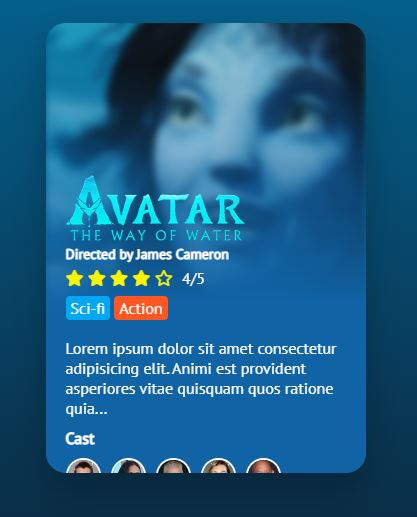 AVATAR
THE WAY OF WATER
Directed by James Cameron
4/5
Sci-fi Action
Lorem ipsum dolor sit amet consectetur
adipisicing elit. Animi est provident
asperiores vitae quisquam quos ratione
quia...
Cast